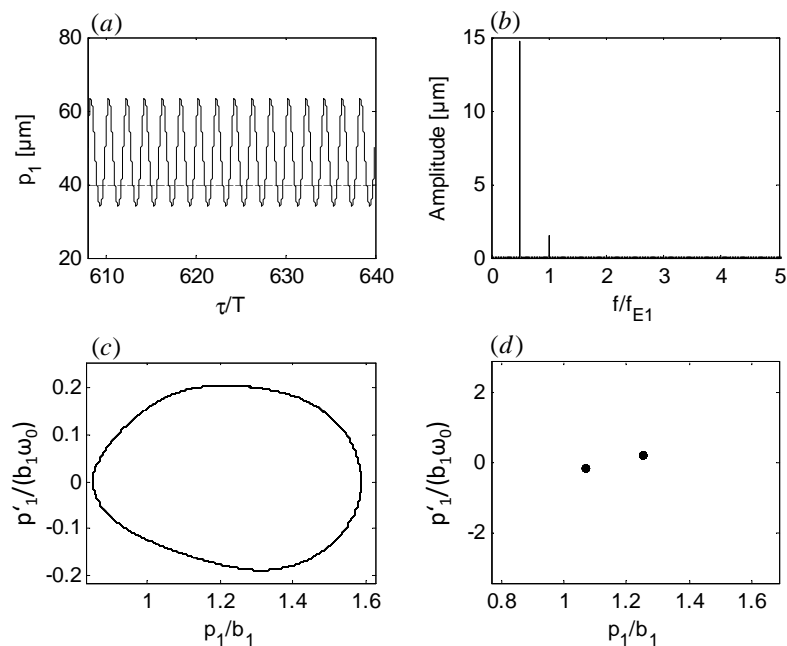 (a)
80
60
40
20
p1 [μm]
610
620
630
640
τ/T
(b)
15
10
5
0
Amplitude [μm]
0
1
2
3
4
5
f/fE1
(c)
0.2
0.1
0
-0.1
-0.2
p'1/(b1ω0)
1
1.2
1.4
1.6
p1/b1
(d)
2
0
-2
p'1/(b1ω0)
0.8
1
1.2
1.4
1.6
p1/b1